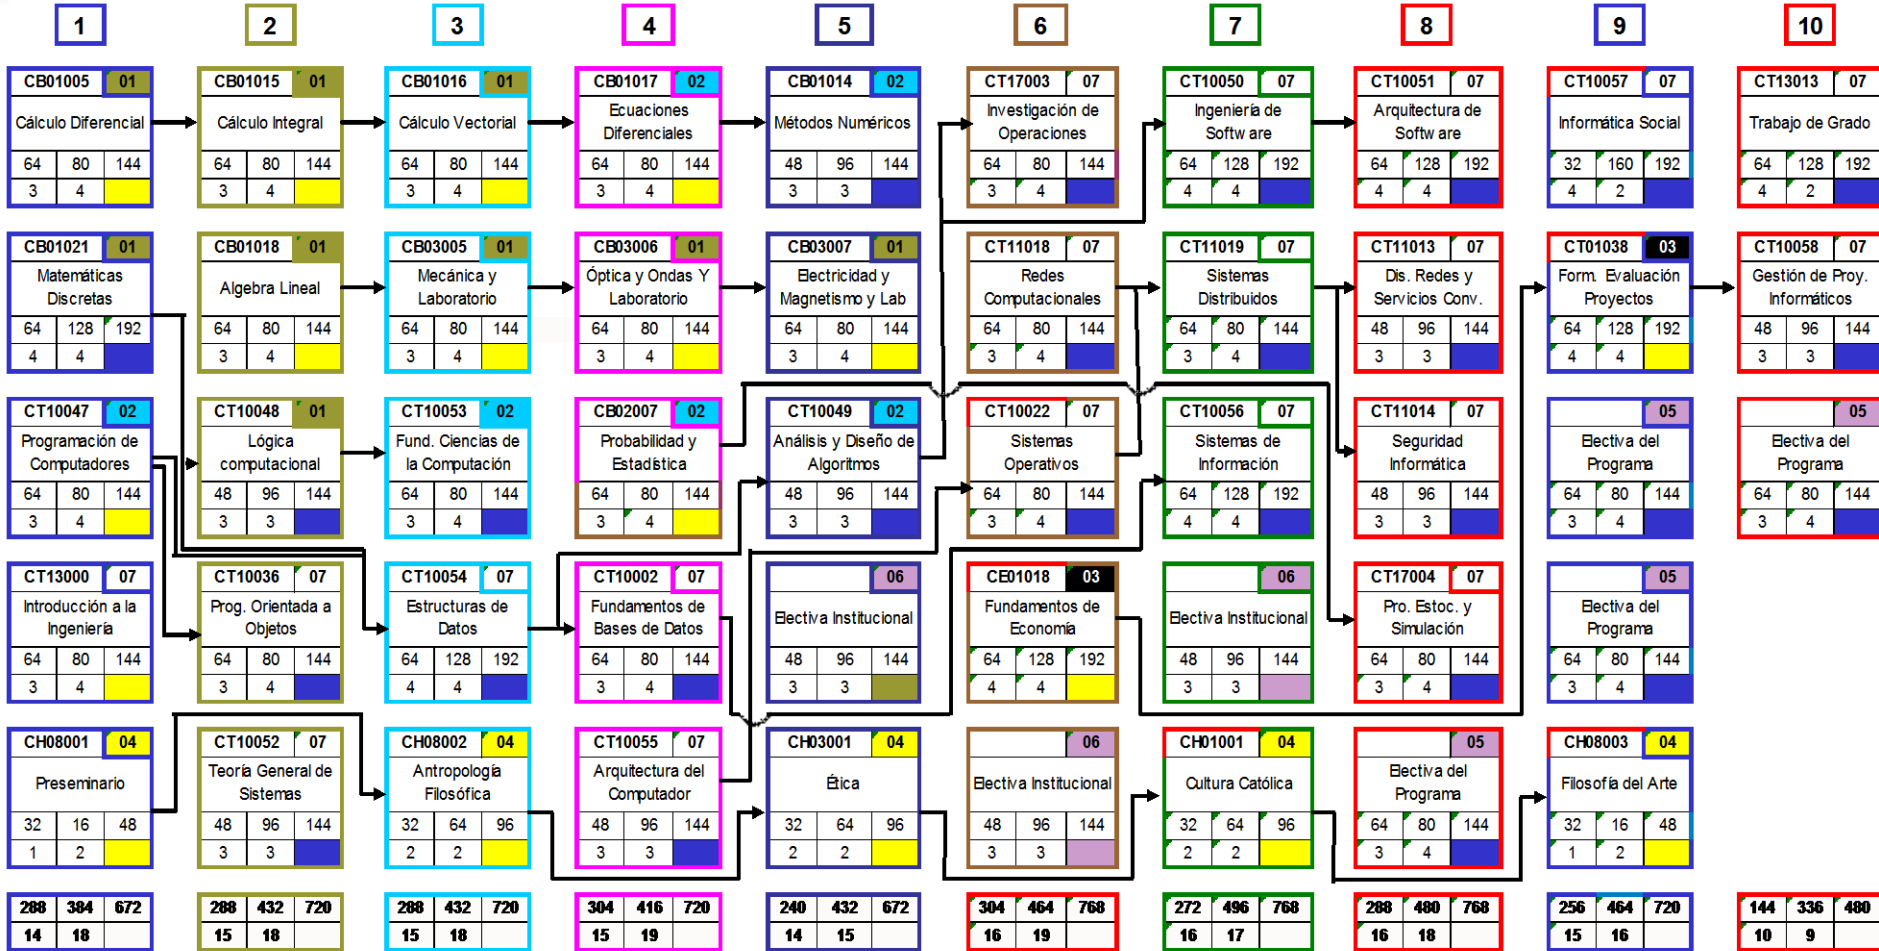 1 2 3 4 5 6 7 8 9 10
CB01005 01 CB01015 01 CB01016 01 CB01017 02 CB01014 02 CT17003 07 CT10050 07 CT10051 07 CT10057 07 CT13013 07
Cálculo Diferencial Cálculo Integral Cálculo Vectorial Ecuaciones Diferenciales Métodos Numéricos Investigación de Operaciones Ingeniería de Software Arquitectura de Software Informática Social Trabajo de Grado
64 80 144 64 80 144 64 80 144 64 80 144 48 96 144 64 80 144 64 128 192 64 128 192 32 160 192 64 128 192
3 4 3 4 3 4 3 4 3 3 3 4 4 4 4 4 4 2 4 2
CB01021 01 CB01018 01 CB03005 01 CB03006 01 CB03007 01 CT11018 07 CT11019 07 CT11013 07 CT01038 03 CT10058 07
Matemáticas Discretas Algebra Lineal Mecánica y Laboratorio Óptica y Ondas Y Laboratorio Electricidad y Magnetismo y Lab Redes Computacionales Sistemas Distribuidos Dis. Redes y Servicios Conv. Form. Evaluación Proyectos Gestión de Proy. Informáticos
64 128 192 64 80 144 64 80 144 64 80 144 64 80 144 64 80 144 64 80 144 48 96 144 64 128 192 48 96 144
4 4 3 4 3 4 3 4 3 4 3 4 3 4 3 3 4 4 3 3
CT10047 02 CT10048 01 CT10053 02 CB02007 02 CT10049 02 CT10022 07 CT10056 07 CT11014 07 05 05
Programación de Computadores Lógica computacional Fund. Ciencias de la Computación Probabilidad y Estadística Análisis y Diseño de Algoritmos Sistemas Operativos Sistemas de Información Seguridad Informática Electiva del Programa Electiva del Programa
64 80 144 48 96 144 64 80 144 64 80 144 48 96 144 64 80 144 64 128 192 48 96 144 64 80 144 64 80 144
3 4 3 3 3 4 3 4 3 3 3 4 4 4 3 3 3 4 3 4
CT13000 07 CT10036 07 CT10054 07 CT10002 07 06 CE01018 03 06 CT17004 07 05
Introducción a la Ingeniería Prog. Orientada a Objetos Estructuras de Datos Fundamentos de Bases de Datos Electiva Institucional Fundamentos de Economía Electiva Institucional Pro. Estoc. y Simulación Electiva del Programa
64 80 144 64 80 144 64 128 192 64 80 144 48 96 144 64 128 192 48 96 144 64 80 144 64 80 144
3 4 3 4 4 4 3 4 3 3 4 4 3 3 3 4 3 4
CH08001 04 CT10052 07 CH08002 04 CT10055 07 CH03001 04 06 CH01001 04 05 CH08003 04
Preseminario Teoría General de Sistemas Antropología Filosófica Arquitectura del Computador Ética Electiva Institucional Cultura Católica Electiva del Programa Filosofía del Arte
32 16 48 48 96 144 32 64 96 48 96 144 32 64 96 48 96 144 32 64 96 64 80 144 32 16 48
1 2 3 3 2 2 3 3 2 2 3 3 2 2 3 4 1 2
288 384 672 288 432 720 288 432 720 304 416 720 240 432 672 304 464 768 272 496 768 288 480 768 256 464 720 144 336 480
14 18 15 18 15 18 15 19 14 15 16 19 16 17 16 18 15 16 10 9